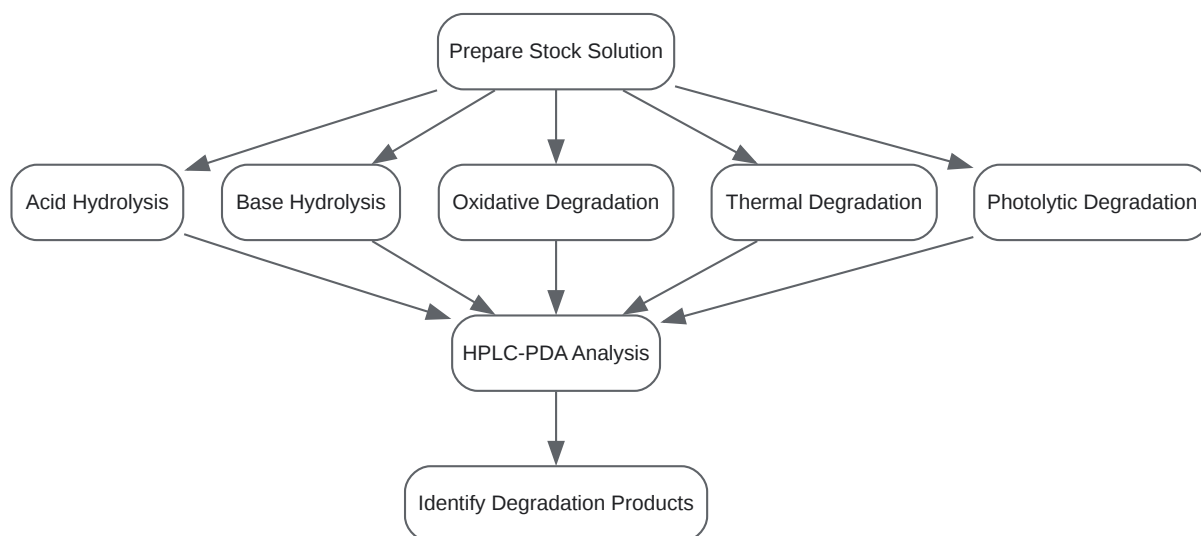 Prepare Stock Solution
Acid Hydrolysis
Base Hydrolysis
Oxidative Degradation
Thermal Degradation
Photolytic Degradation
HPLC-PDA Analysis
Identify Degradation Products